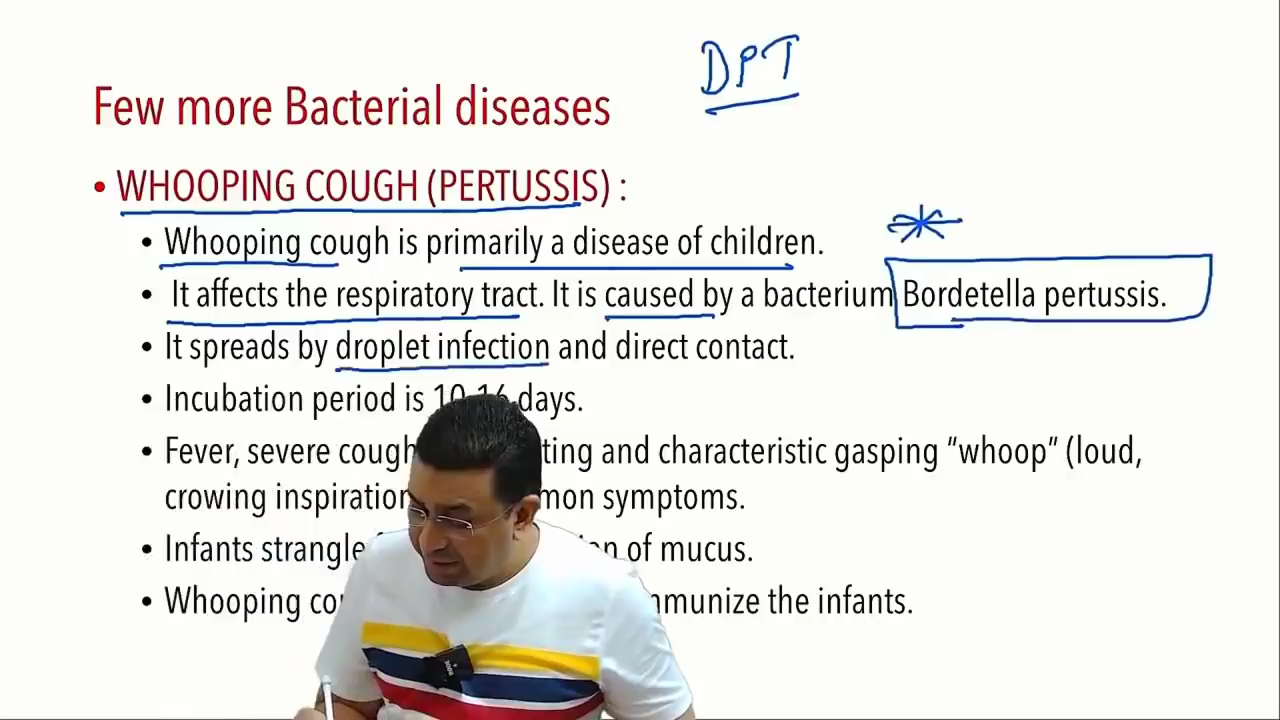 DPT
Few more Bacterial diseases
• WHOOPING COUGH (PERTUSSIS) :
• Whooping cough is primarily a disease of children.
• It affects the respiratory tract. It is caused by a bacterium Bordetella pertussis.
• It spreads by droplet infection and direct contact.
• Incubation period is 10-16 days.
• Fever, severe cough and characteristic gasping “whoop” (loud,
crowing inspiration symptoms.
• Infants strangle of mucus.
• Whooping the infants.